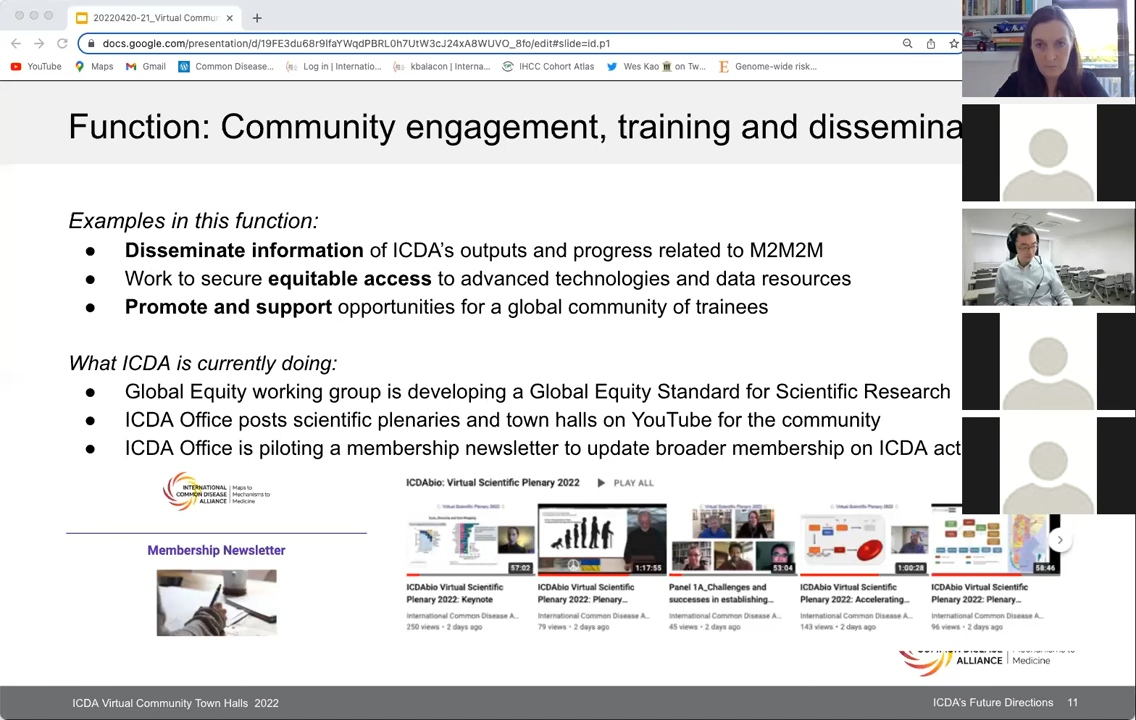 20220420-21_Virtual Commu
docs.google.com/presentation/d/19FE3du68r9IfaYWqdPBRL0h7UtW3cJ24xA8WUVO_8fo/edit#slide=id.p1
YouTube Maps Gmail Common Disease... Log in | Internatio... kbalacon | Interna... IHCC Cohort Atlas Wes Kao on Tw... Genome-wide risk...
Function: Community engagement, training and dissemina
Examples in this function:
● Disseminate information of ICDA's outputs and progress related to M2M2M
● Work to secure equitable access to advanced technologies and data resources
● Promote and support opportunities for a global community of trainees
What ICDA is currently doing:
● Global Equity working group is developing a Global Equity Standard for Scientific Research
● ICDA Office posts scientific plenaries and town halls on YouTube for the community
● ICDA Office is piloting a membership newsletter to update broader membership on ICDA act
INTERNATIONAL
COMMON DISEASE
ALLIANCE
Maps to
Mechanisms to
Medicine
Membership Newsletter
ICDAbio: Virtual Scientific Plenary 2022 PLAY ALL
57:02 1:17:55 53:04 1:00:28 58:46
ICDAbio Virtual Scientific Plenary 2022: Keynote
International Common Disease A...
250 views • 2 days ago
ICDAbio Virtual Scientific Plenary 2022: Plenary...
International Common Disease A...
79 views • 2 days ago
Panel 1A_Challenges and successes in establishing...
International Common Disease A...
45 views • 2 days ago
ICDAbio Virtual Scientific Plenary 2022: Accelerating...
International Common Disease A...
143 views • 2 days ago
ICDAbio Virtual Scientific Plenary 2022: Plenary...
International Common Disease A...
96 views • 2 days ago
COMMON DISEASE
ALLIANCE
Mechanisms to
Medicine
ICDA Virtual Community Town Halls 2022
ICDA's Future Directions 11